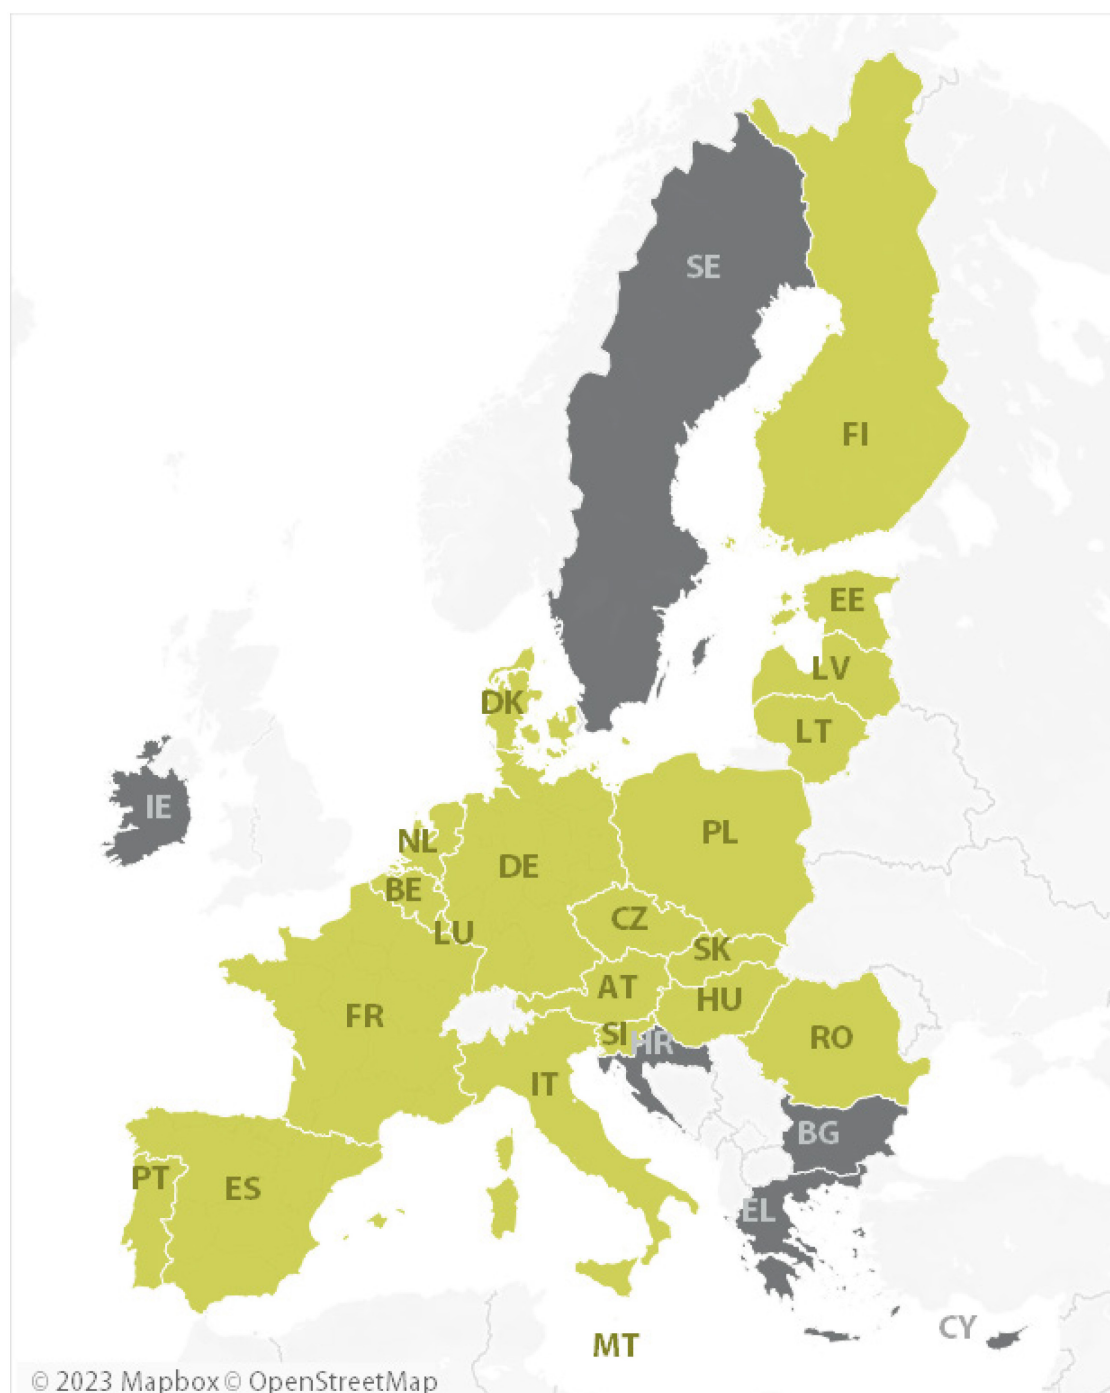 SE
FI
EE
LV
DK
LT
IE
PL
NL
DE
BE
CZ
LU
SK
AT
HU
FR
SI
HR
RO
IT
BG
PT
ES
EL
CY
MT
© 2023 Mapbox © OpenStreetMap